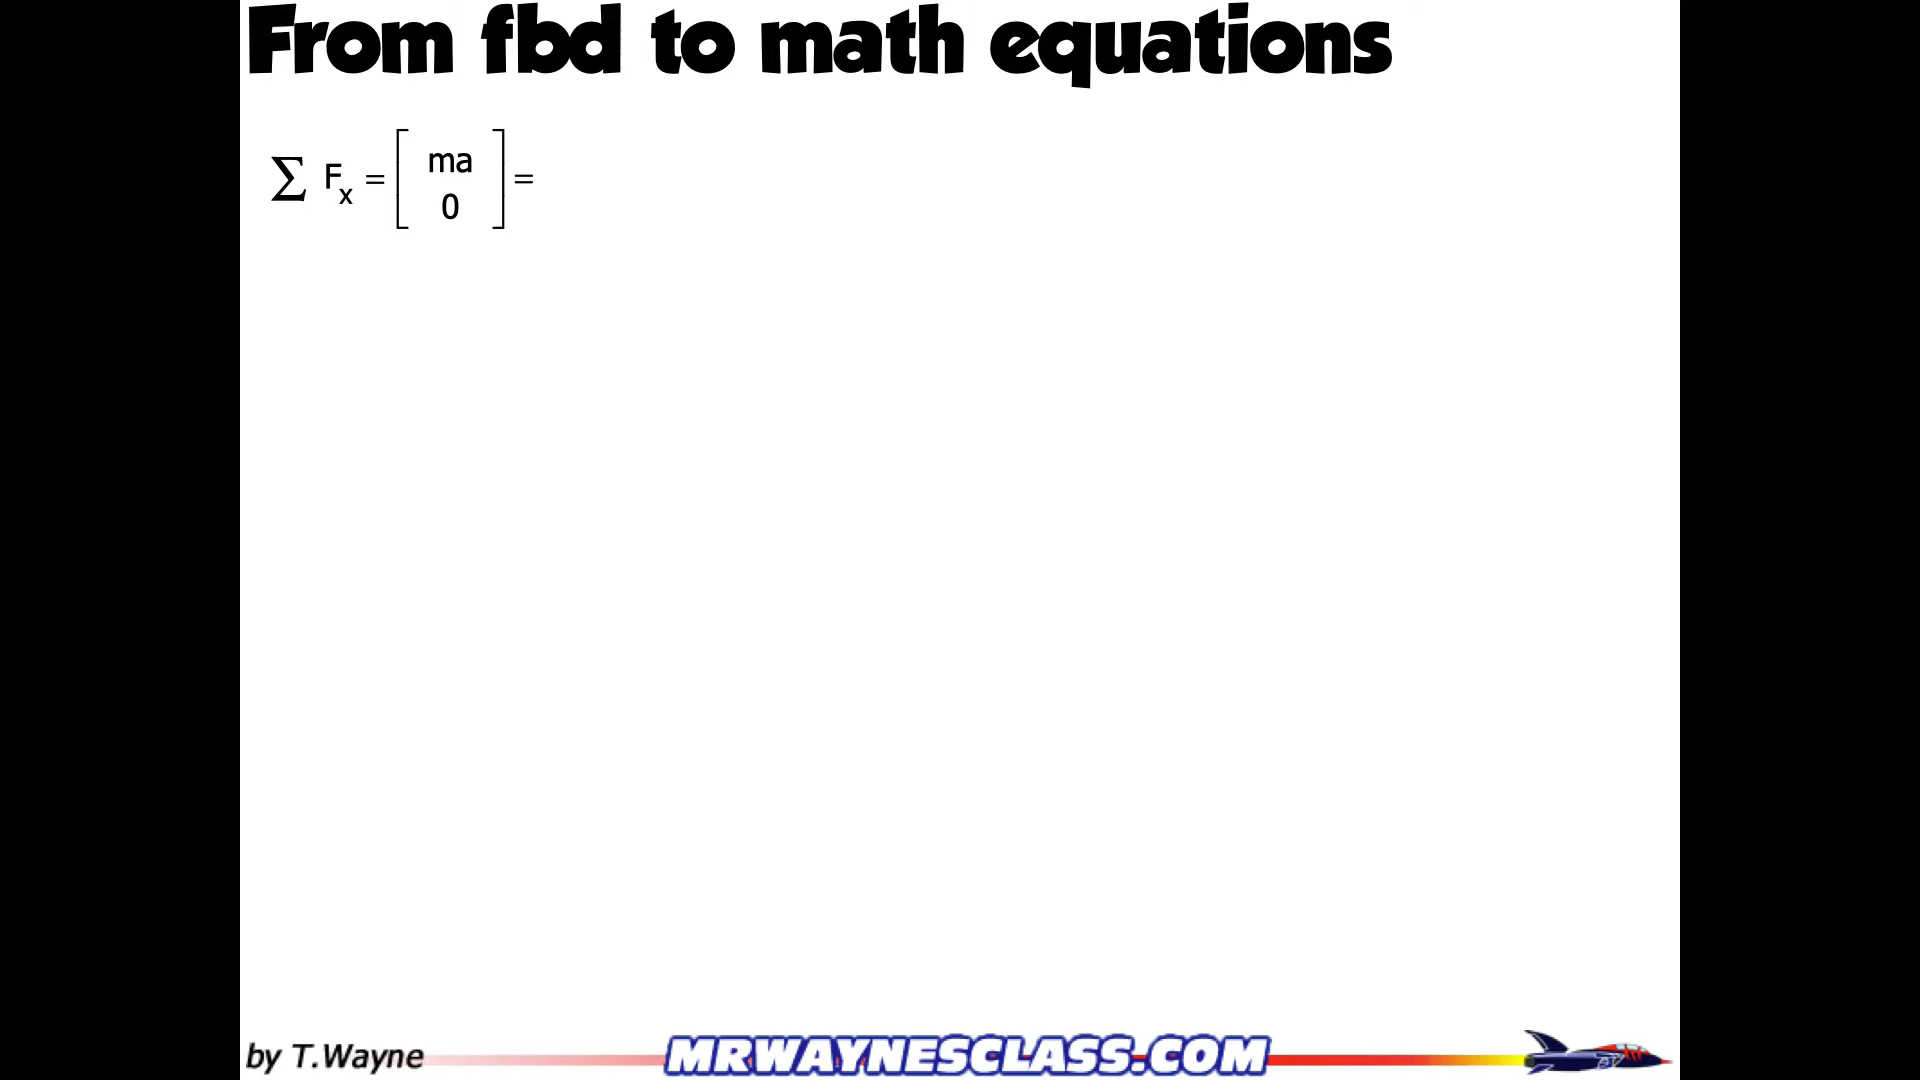 From fbd to math equations
∑ Fx = [ ma
0 ] =
by T.Wayne
MRWAYNESCLASS.COM